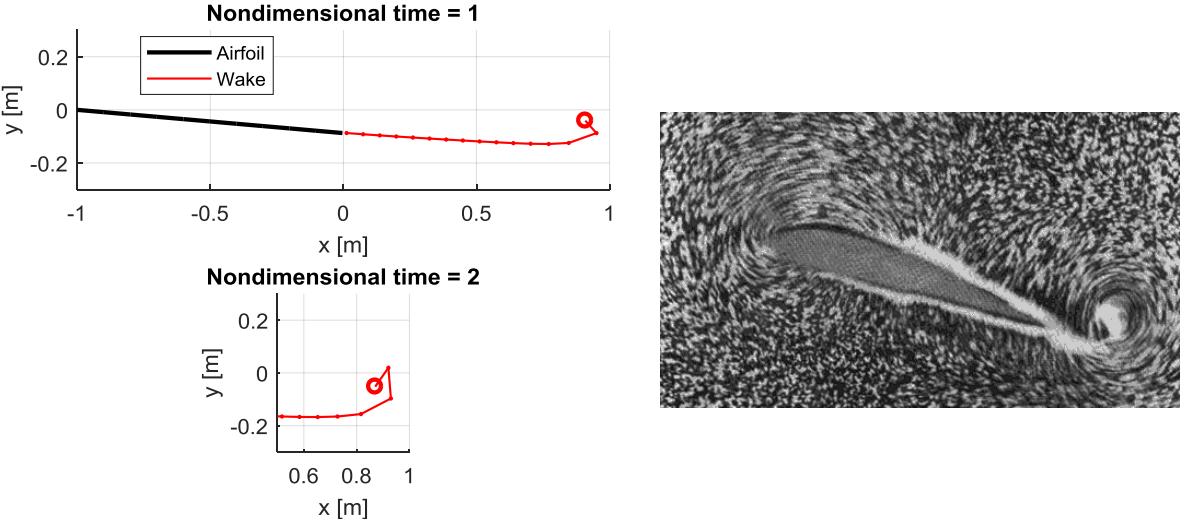 Nondimensional time = 1
Airfoil
Wake
0.2
0
-0.2
y [m]
-1
-0.5
0
0.5
1
x [m]
Nondimensional time = 2
0.2
0
-0.2
y [m]
0.6
0.8
1
x [m]